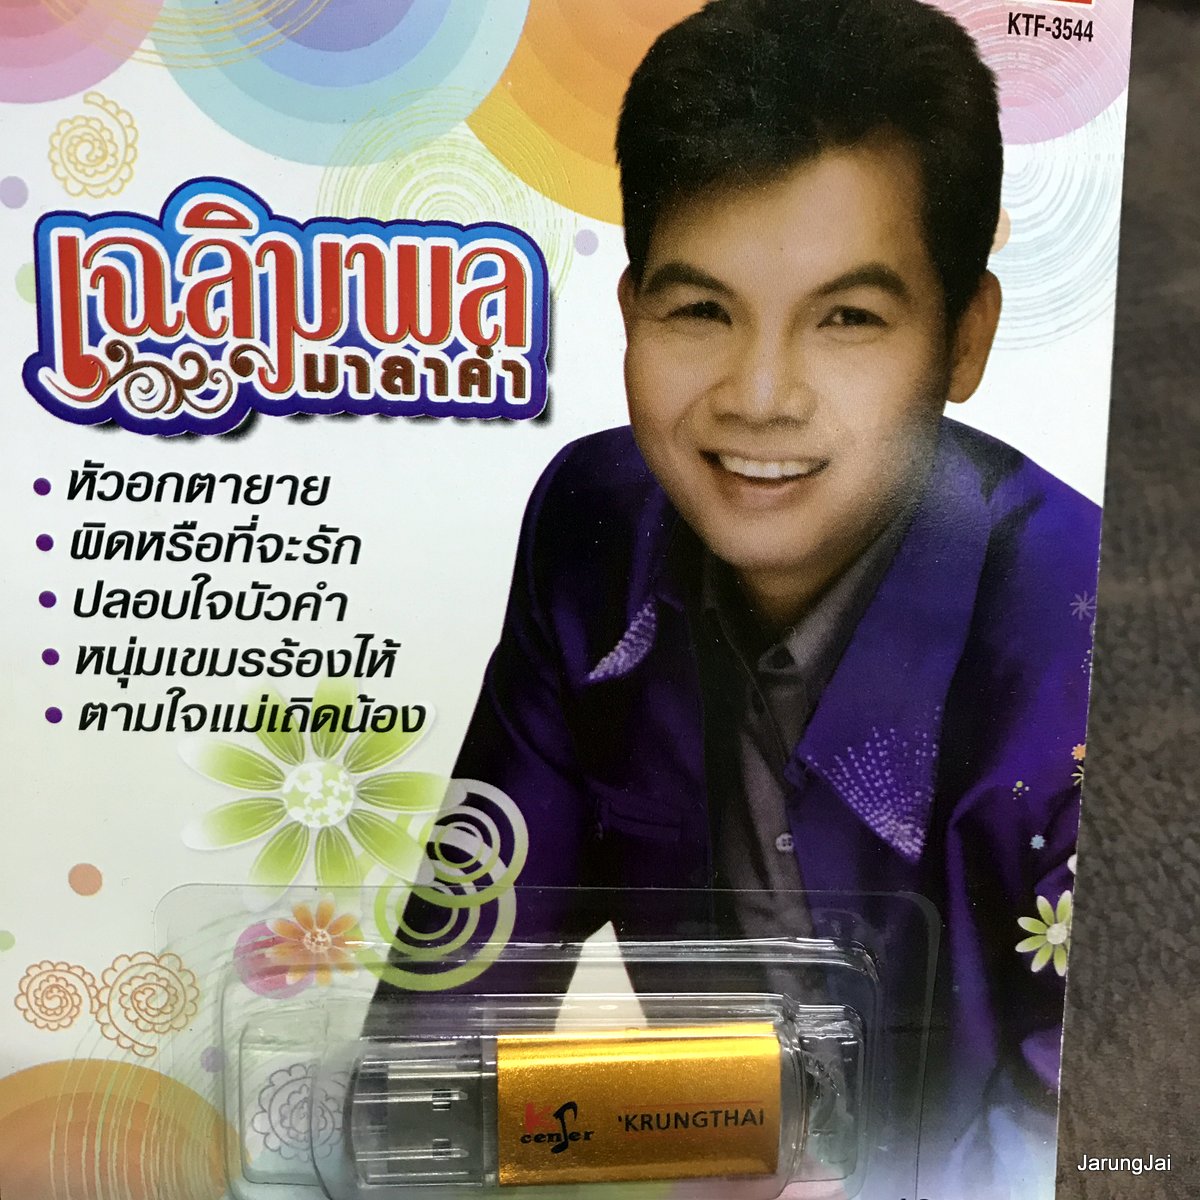 KTF-3544
เฉลิมพล
มาลาคำ
• หัวอกตายาย
• ผิดหรือที่จะรัก
• ปลอบใจบัวคำ
• หนุ่มเขมรร้องไห้
• ตามใจแม่เถิดน้อง
K center 'KRUNGTHAI
JarungJai